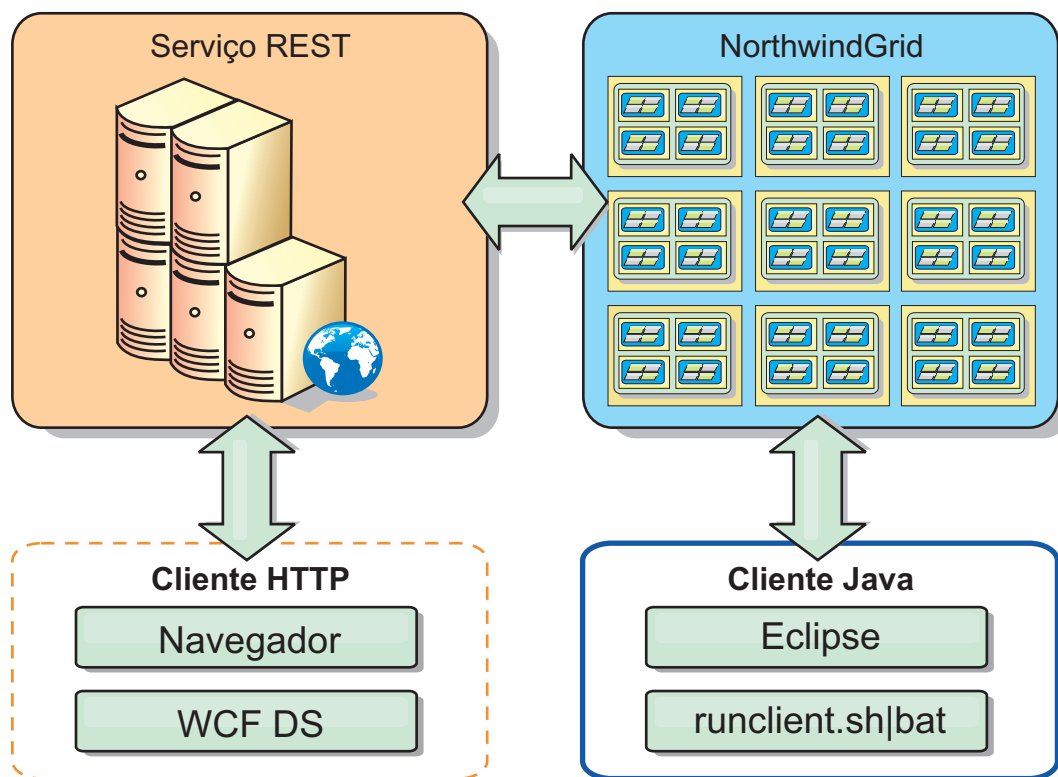 Serviço REST
NorthwindGrid
Cliente HTTP
Navegador
WCF DS
Cliente Java
Eclipse
runclient.sh|bat